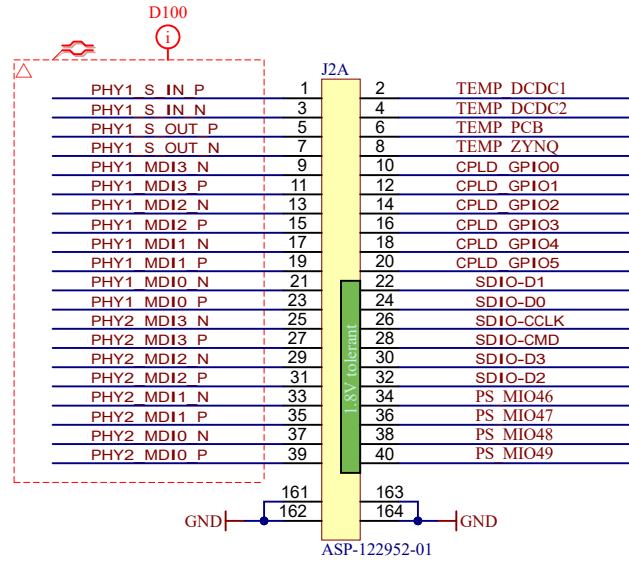 D100
i
J2A
PHY1_S_IN_P 1 2 TEMP_DCDC1
PHY1_S_IN_N 3 4 TEMP_DCDC2
PHY1_S_OUT_P 5 6 TEMP_PCB
PHY1_S_OUT_N 7 8 TEMP_ZYNQ
PHY1_MDI3_N 9 10 CPLD_GPIO0
PHY1_MDI3_P 11 12 CPLD_GPIO1
PHY1_MDI2_N 13 14 CPLD_GPIO2
PHY1_MDI2_P 15 16 CPLD_GPIO3
PHY1_MDI1_N 17 18 CPLD_GPIO4
PHY1_MDI1_P 19 20 CPLD_GPIO5
PHY1_MDI0_N 21 22 SDIO-D1
PHY1_MDI0_P 23 24 SDIO-D0
PHY2_MDI3_N 25 26 SDIO-CCLK
PHY2_MDI3_P 27 28 SDIO-CMD
PHY2_MDI2_N 29 30 SDIO-D3
PHY2_MDI2_P 31 32 SDIO-D2
PHY2_MDI1_N 33 34 PS_MIO46
PHY2_MDI1_P 35 36 PS_MIO47
PHY2_MDI0_N 37 38 PS_MIO48
PHY2_MDI0_P 39 40 PS_MIO49
1.8V tolerant
161 163
GND 162 164 GND
ASP-122952-01